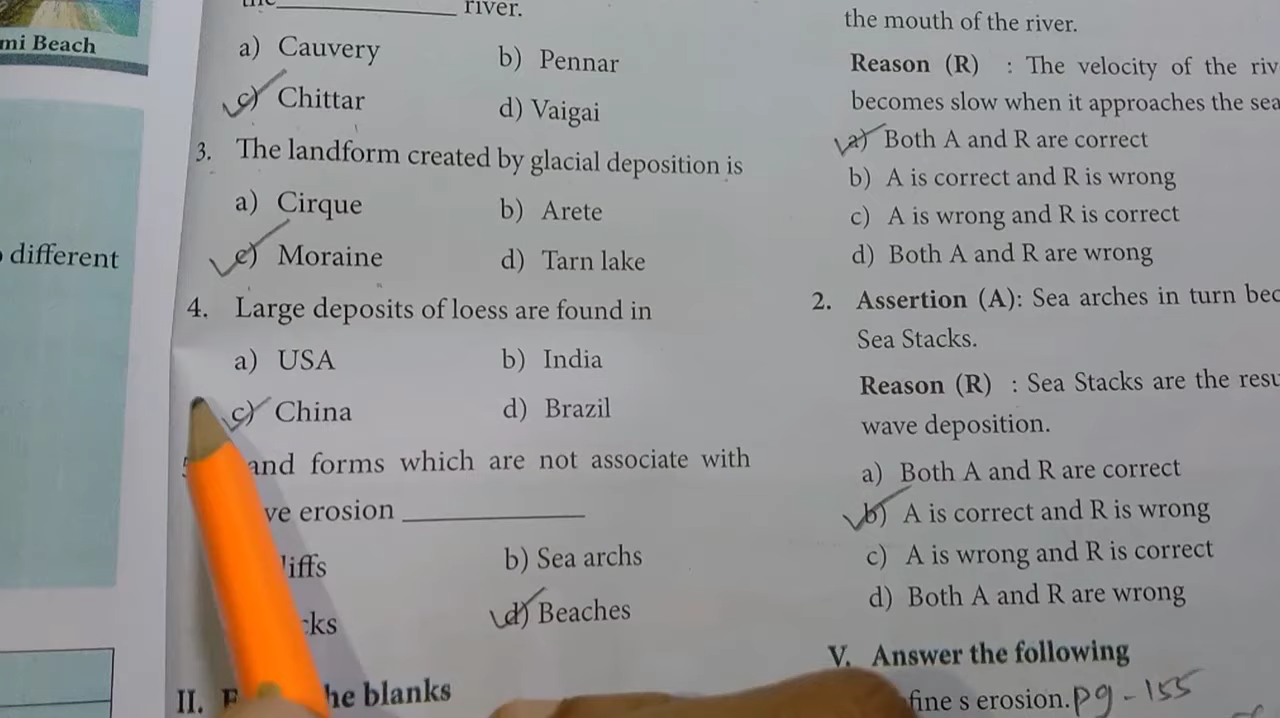 mi Beach
different
river.
a) Cauvery
b) Pennar
c) Chittar
d) Vaigai
3. The landform created by glacial deposition is
a) Cirque
b) Arete
c) Moraine
d) Tarn lake
4. Large deposits of loess are found in
a) USA
b) India
c) China
d) Brazil
and forms which are not associate with
ve erosion
liffs
b) Sea archs
cks
d) Beaches
II. F he blanks
the mouth of the river.
Reason (R) : The velocity of the riv
becomes slow when it approaches the sea
a) Both A and R are correct
b) A is correct and R is wrong
c) A is wrong and R is correct
d) Both A and R are wrong
2. Assertion (A): Sea arches in turn bec
Sea Stacks.
Reason (R) : Sea Stacks are the resu
wave deposition.
a) Both A and R are correct
b) A is correct and R is wrong
c) A is wrong and R is correct
d) Both A and R are wrong
V. Answer the following
fine s erosion. pg - 155